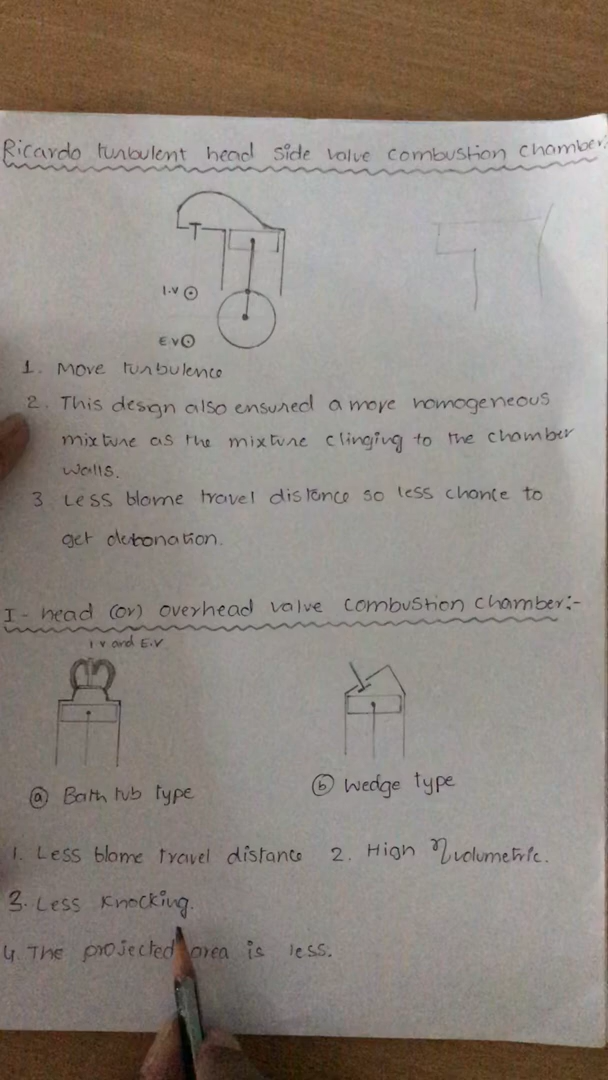 Ricardo turbulent head side valve combustion chamber:
T
I.V
E V
1. More turbulence
2. This design also ensured a more homogeneous
mixture as the mixture clinging to the chamber
walls.
3 Less blame travel distance so less chance to
get detonation.
I-head (or) overhead valve combustion chamber:-
I v and E.V
(a) Bath tub type
(b) Wedge type
1. Less blame travel distance 2. High ηvolumetric.
3. Less Knocking.
4 The projected area is less.